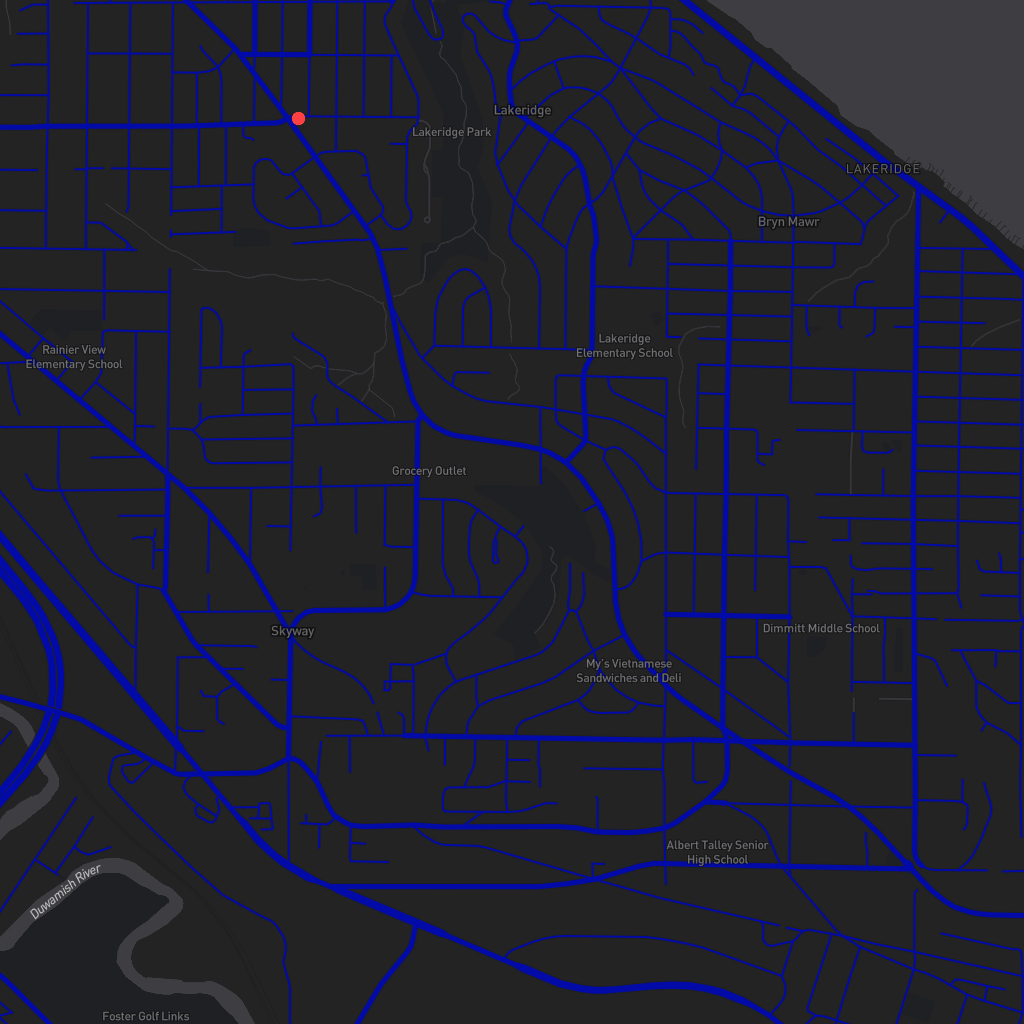 Lakeridge
Lakeridge Park
LAKERIDGE
Bryn Mawr
Rainier View
Elementary School
Lakeridge
Elementary School
Grocery Outlet
Skyway
Dimmitt Middle School
My's Vietnamese
Sandwiches and Deli
Albert Talley Senior
High School
Duwamish River
Foster Golf Links